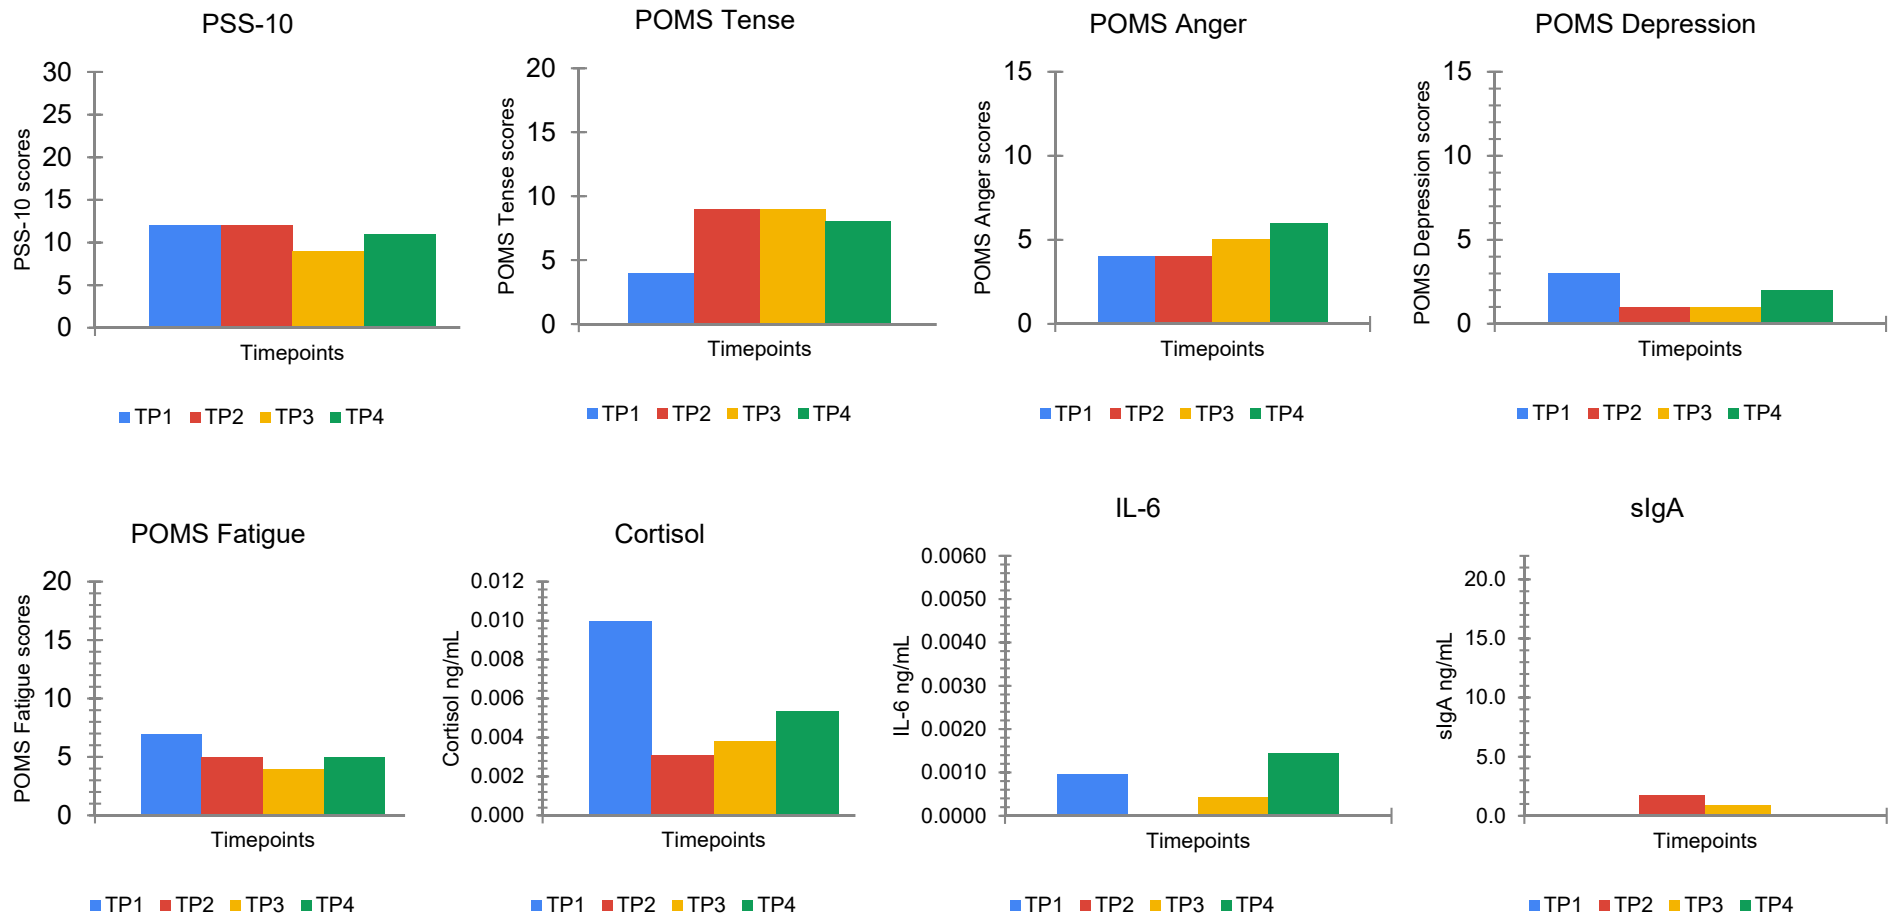 PSS-10
PSS-10 scores
30
25
20
15
10
5
0
Timepoints
TP1 TP2 TP3 TP4
POMS Tense
POMS Tense scores
20
15
10
5
0
Timepoints
TP1 TP2 TP3 TP4
POMS Anger
POMS Anger scores
15
10
5
0
Timepoints
TP1 TP2 TP3 TP4
POMS Depression
POMS Depression scores
15
10
5
0
Timepoints
TP1 TP2 TP3 TP4
POMS Fatigue
POMS Fatigue scores
20
15
10
5
0
Timepoints
TP1 TP2 TP3 TP4
Cortisol
Cortisol ng/mL
0.012
0.010
0.008
0.006
0.004
0.002
0.000
Timepoints
TP1 TP2 TP3 TP4
IL-6
IL-6 ng/mL
0.0060
0.0050
0.0040
0.0030
0.0020
0.0010
0.0000
Timepoints
TP1 TP2 TP3 TP4
sIgA
sIgA ng/mL
20.0
15.0
10.0
5.0
0.0
Timepoints
TP1 TP2 TP3 TP4